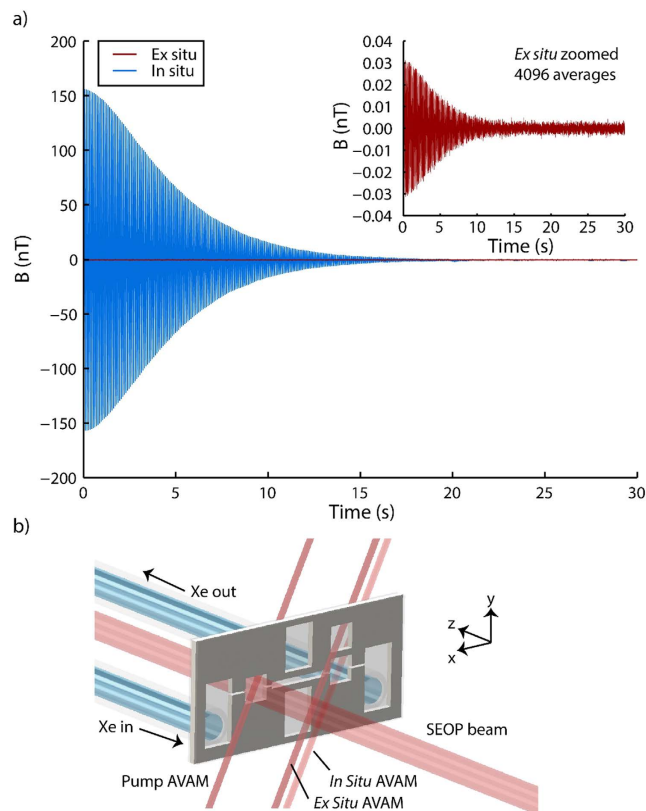 a)
200
150
100
50
0
−50
−100
−150
−200
B (nT)
0
5
10
15
20
25
30
Time (s)
Ex situ
In situ
Ex situ zoomed
4096 averages
0.04
0.03
0.02
0.01
0.00
−0.01
−0.02
−0.03
−0.04
B (nT)
0
5
10
15
20
25
30
Time (s)
b)
Xe out
y
z
x
Xe in
SEOP beam
Pump AVAM
In Situ AVAM
Ex Situ AVAM